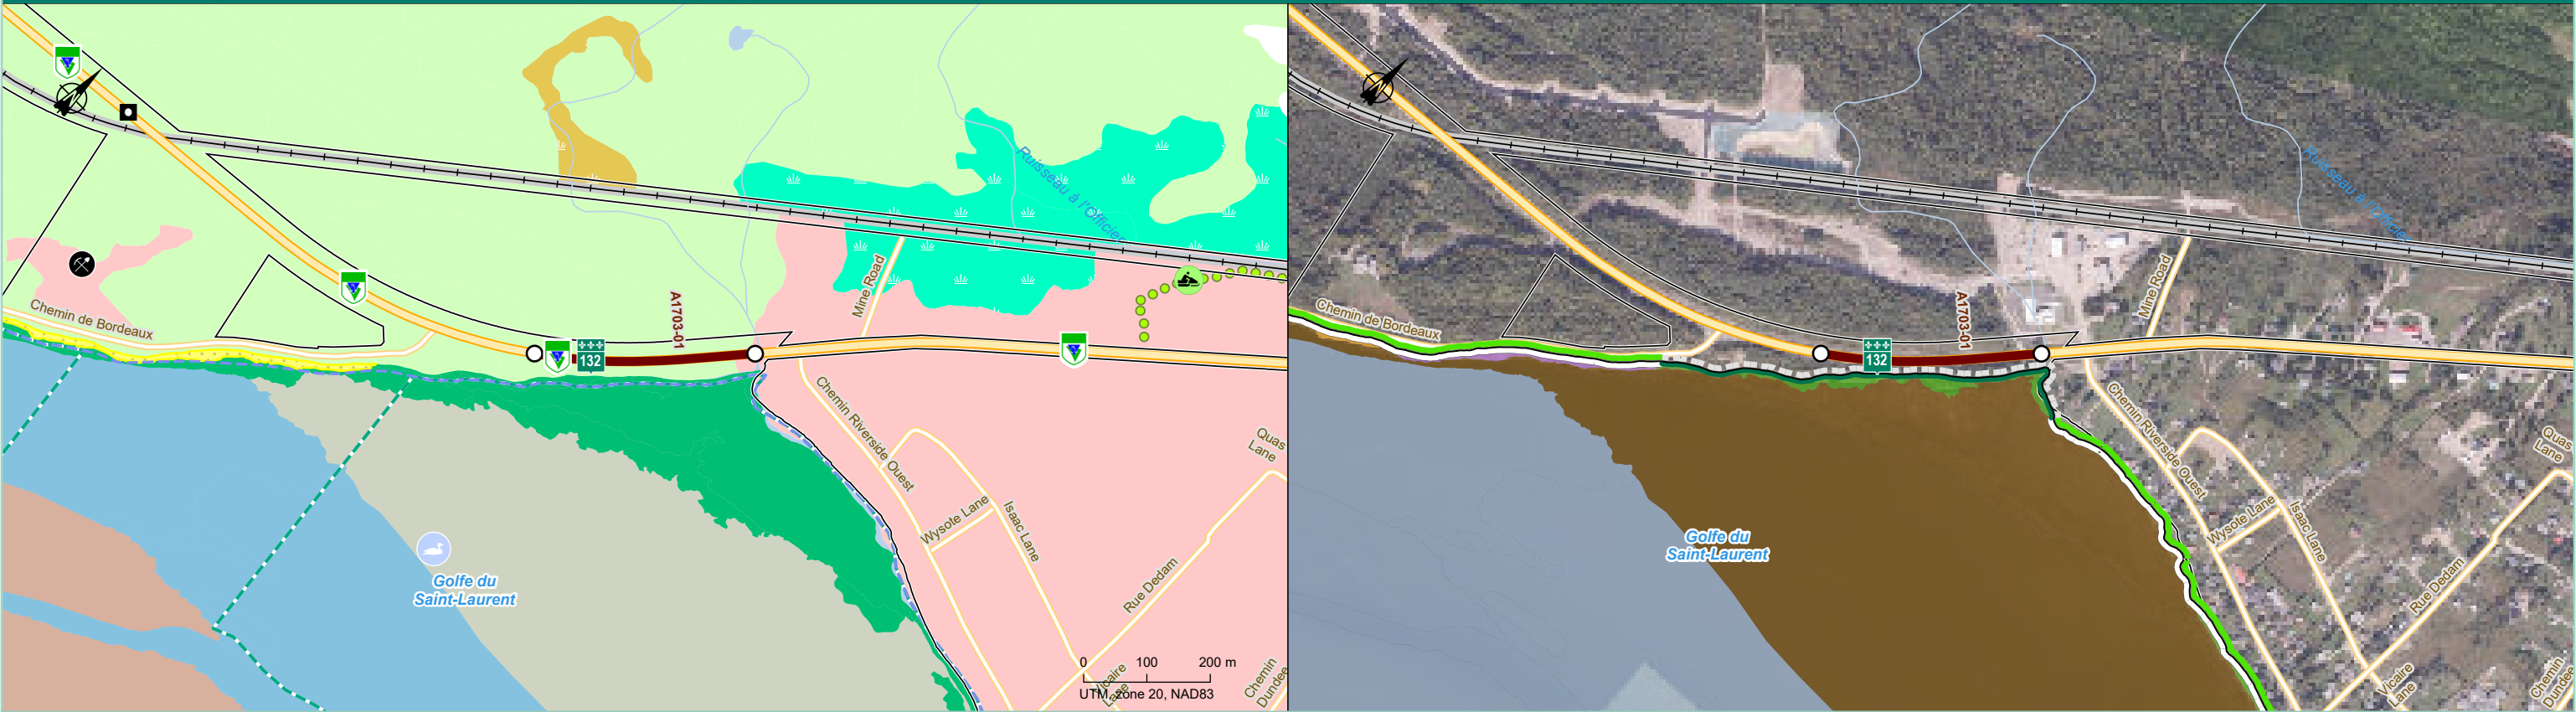 Ruisseau à l'Officier
Mine Road
Chemin de Bordeaux
A1703-01
132
Chemin Riverside Ouest
Quas
Lane
Wysote Lane
Isaac Lane
Golfe du
Saint-Laurent
Rue Dedam
0 100 200 m
UTM, zone 20, NAD83
Vicaire
Lane
Chemin
Dundee
Ruisseau à l'Officier
Mine Road
Chemin de Bordeaux
A1703-01
132
Chemin Riverside Ouest
Quas
Lane
Wysote Lane
Isaac Lane
Golfe du
Saint-Laurent
Rue Dedam
Vicaire
Lane
Chemin
Dundee